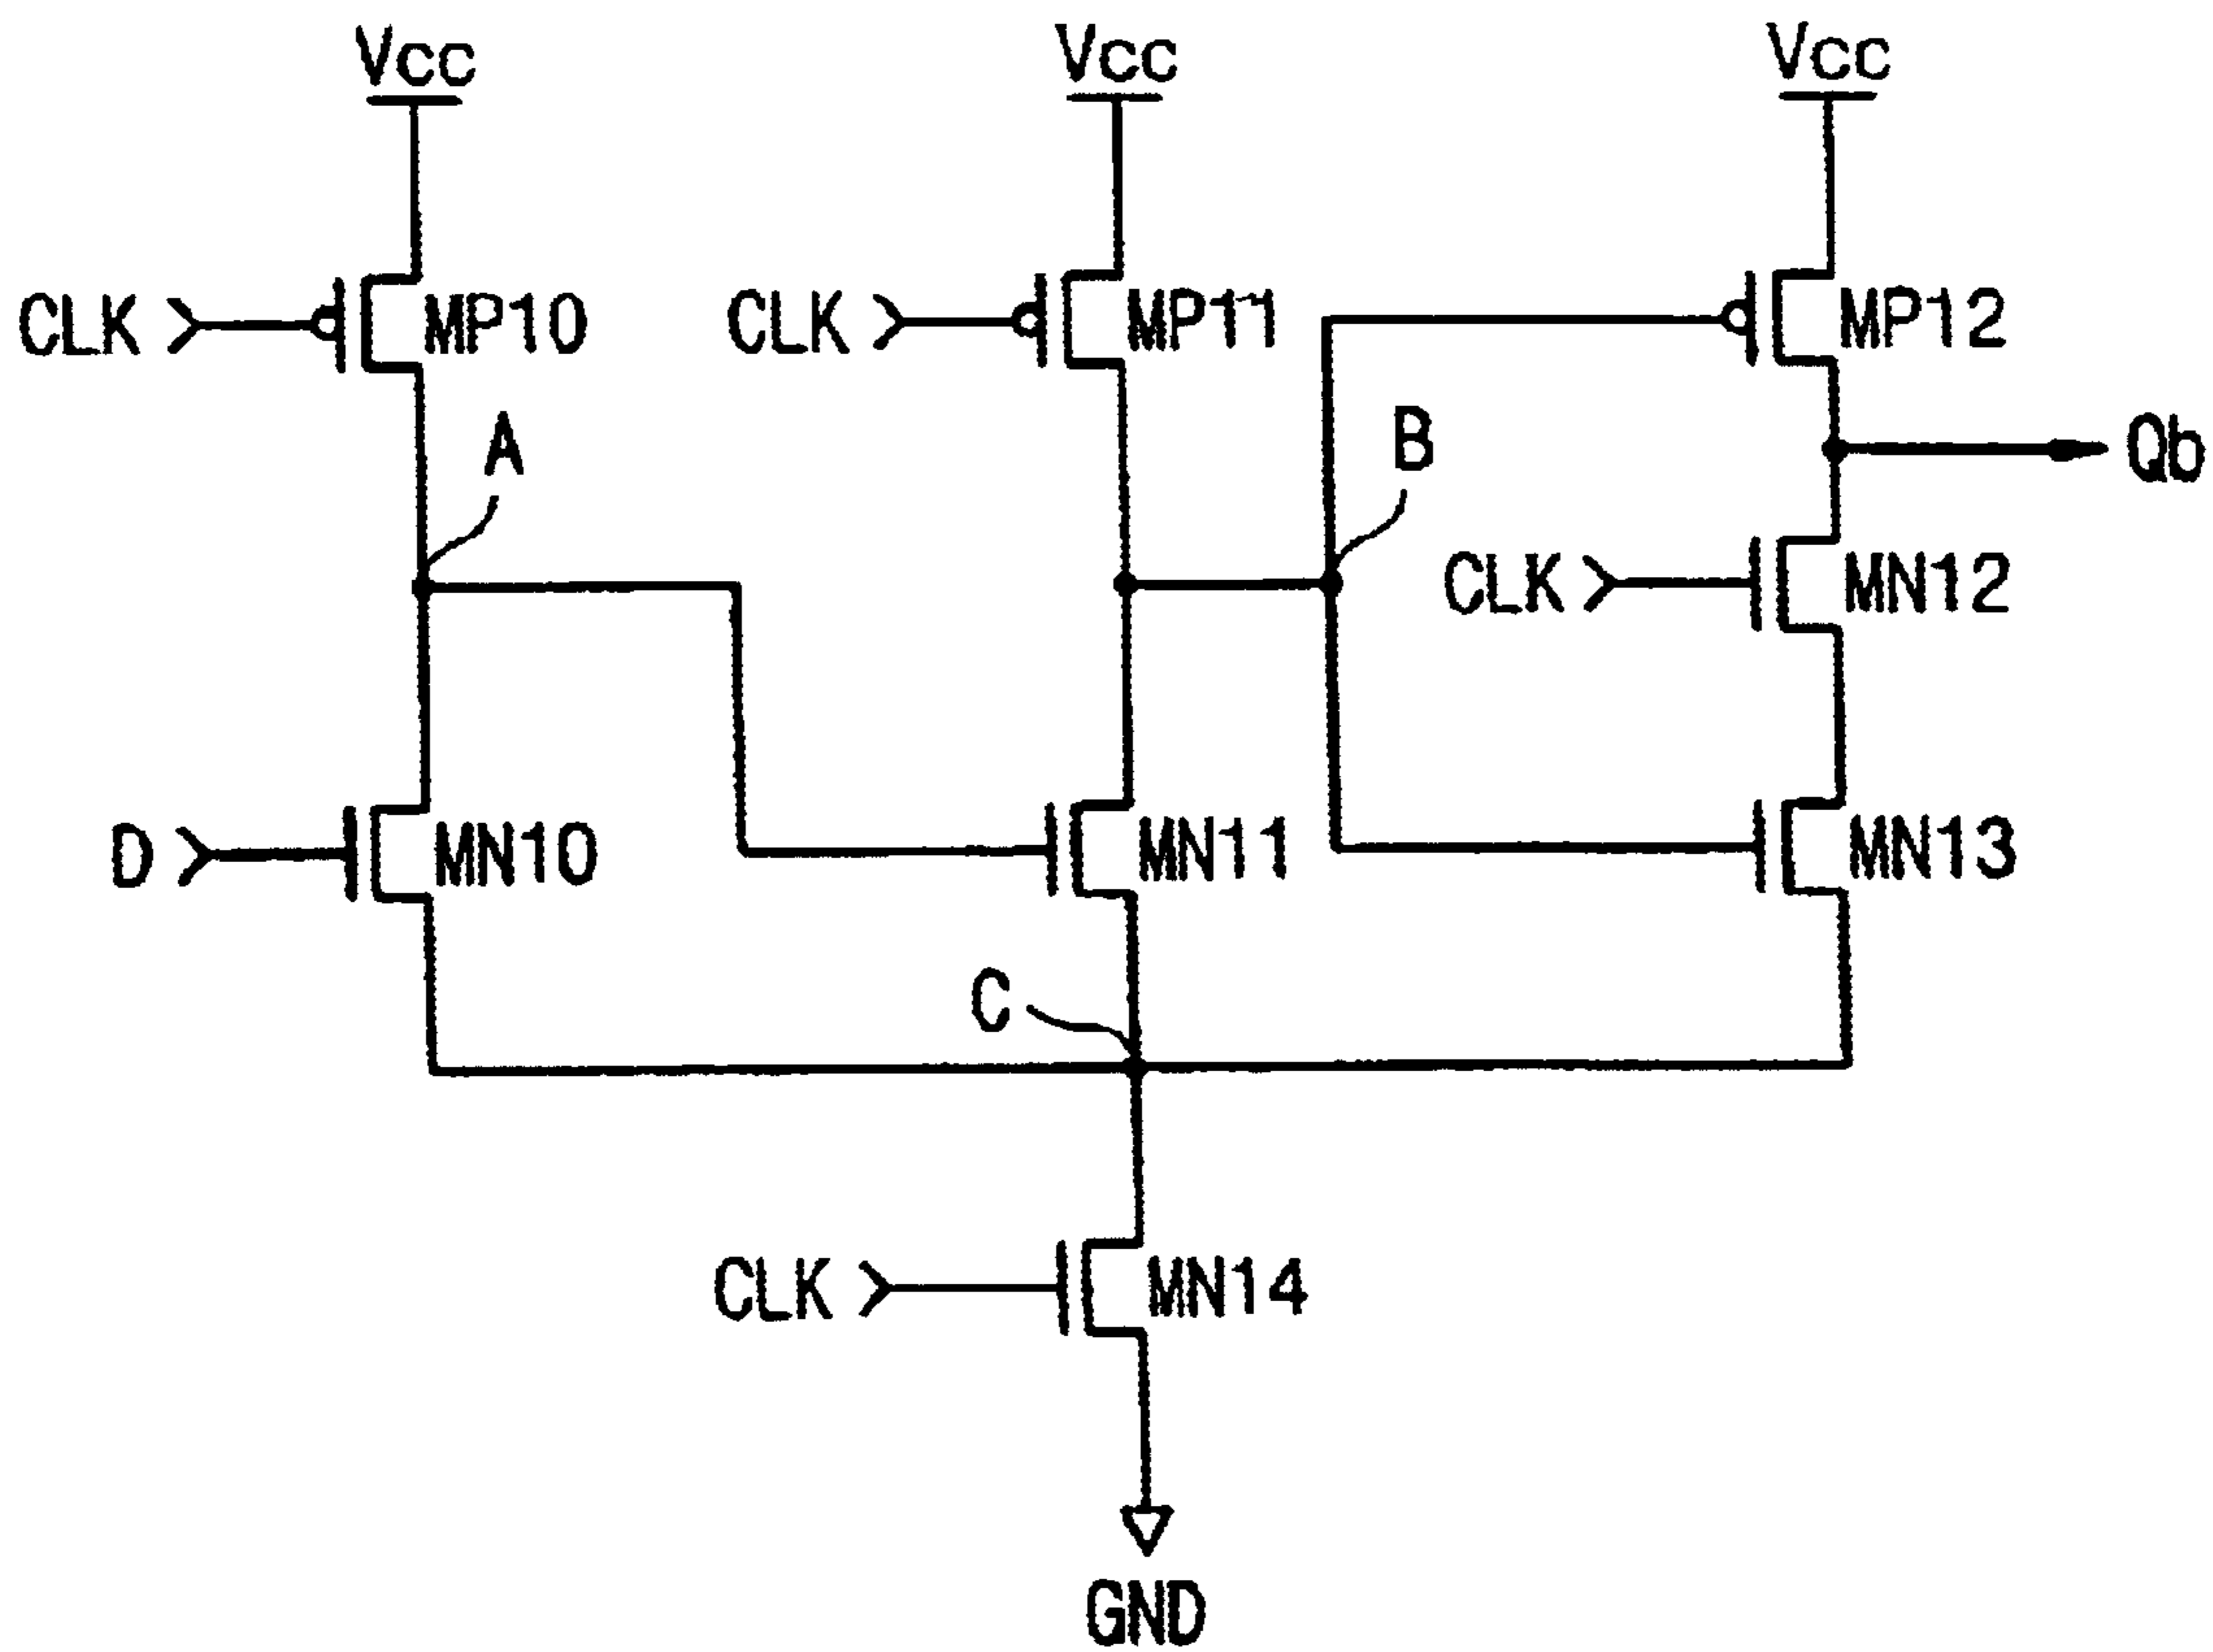 Vcc Vcc Vcc
CLK MP10 CLK MP11 MP12
A B Qb
CLK MN12
D MN10 MN11 MN13
C
CLK MN14
GND